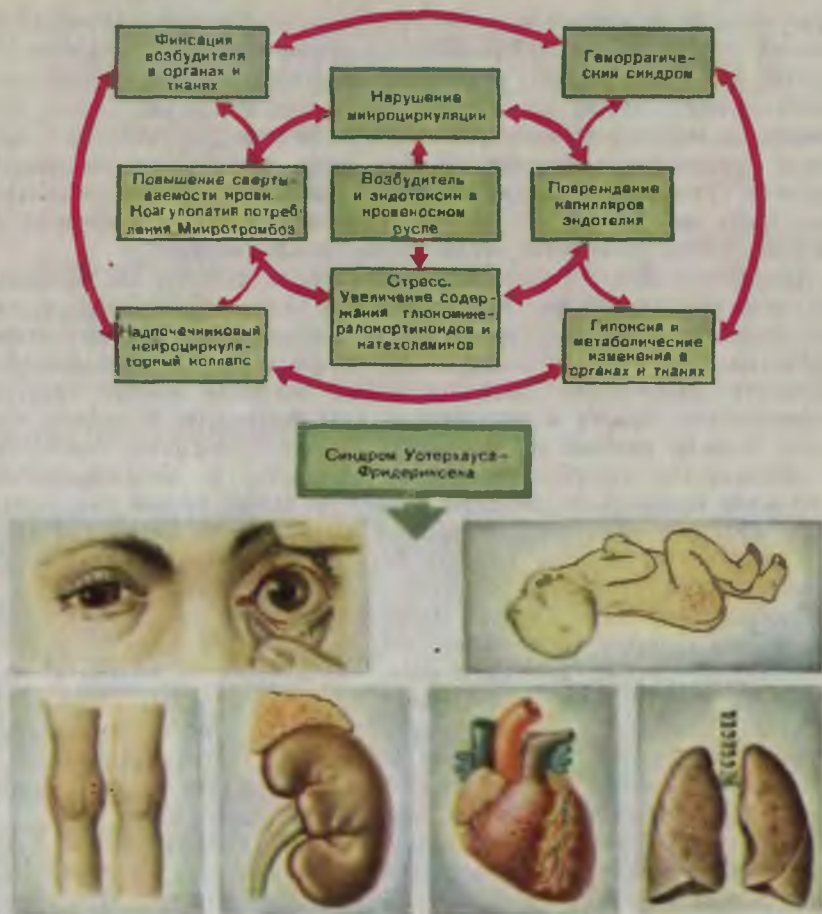 Фиксация
возбудителя
в органах и
тканях
Геморрагиче-
ский синдром
Нарушение
микроциркуляции
Повышение сверты-
ваемости крови.
Коагулопатия потреб-
ления. Микротромбоз
Возбудитель
и эндотоксин в
кровеносном
русле
Повреждение
капилляров
эндотелия
Стресс.
Увеличение содер-
жания глюкомине-
ралокортикоидов и
катехоламинов
Надпочечниковый
нейроциркуля-
торный коллапс
Гипоксия и
метаболические
изменения в
органах и тканях
Синдром Уотерхауса–
Фридериксена